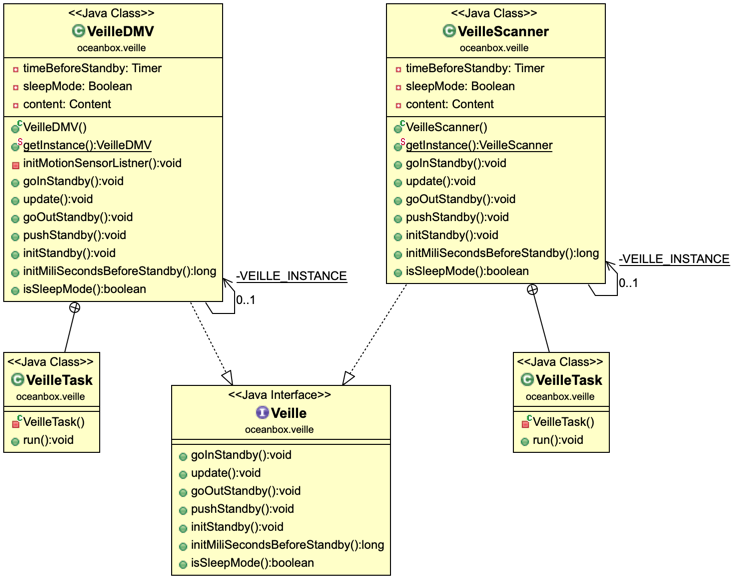 <<Java Class>>
VeilleDMV
oceanbox.veille
timeBeforeStandby: Timer
sleepMode: Boolean
content: Content
VeilleDMV()
getInstance():VeilleDMV
initMotionSensorListner():void
goInStandby():void
update():void
goOutStandby():void
pushStandby():void
initStandby():void
initMiliSecondsBeforeStandby():long
isSleepMode():boolean
-VEILLE_INSTANCE
0..1
<<Java Class>>
VeilleScanner
oceanbox.veille
timeBeforeStandby: Timer
sleepMode: Boolean
content: Content
VeilleScanner()
getInstance():VeilleScanner
goInStandby():void
update():void
goOutStandby():void
pushStandby():void
initStandby():void
initMiliSecondsBeforeStandby():long
isSleepMode():boolean
-VEILLE_INSTANCE
0..1
<<Java Class>>
VeilleTask
oceanbox.veille
VeilleTask()
run():void
<<Java Interface>>
Veille
oceanbox.veille
goInStandby():void
update():void
goOutStandby():void
pushStandby():void
initStandby():void
initMiliSecondsBeforeStandby():long
isSleepMode():boolean
<<Java Class>>
VeilleTask
oceanbox.veille
VeilleTask()
run():void